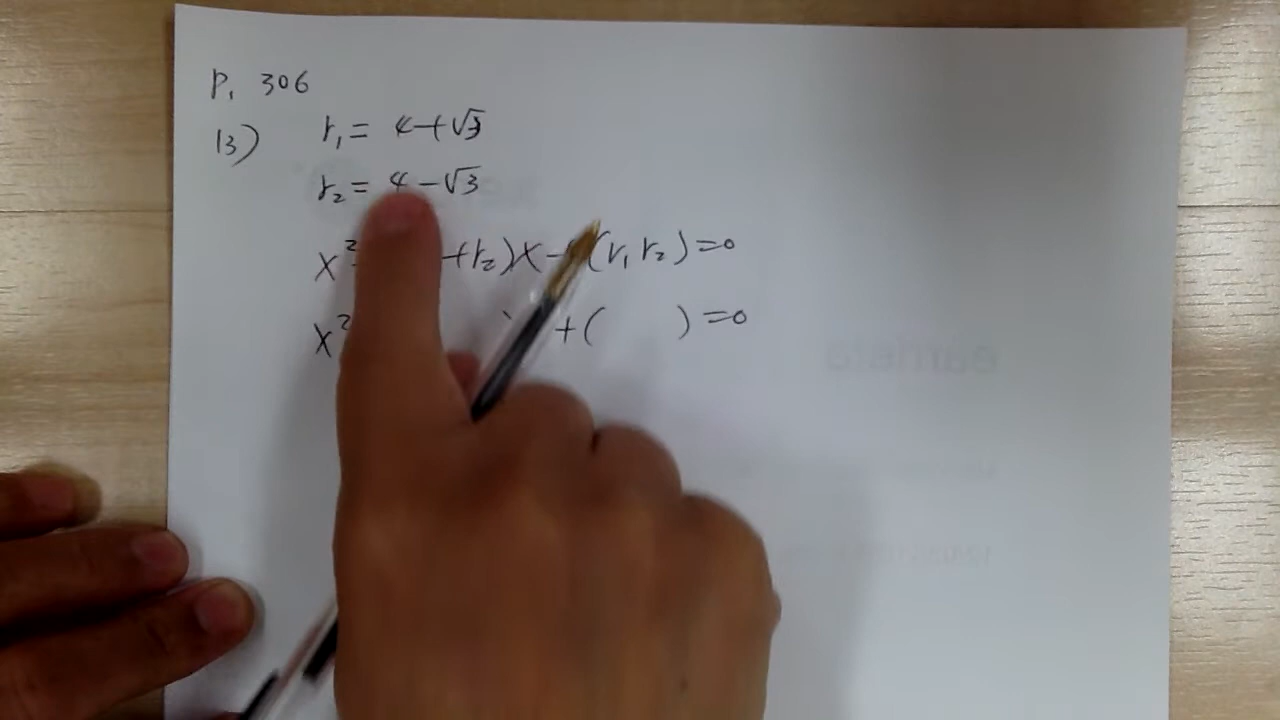 P. 306
13) r₁ = 4+√3
r₂ = 4-√3
x² +r₂)x + (r₁ r₂) =0
x² +( ) =0